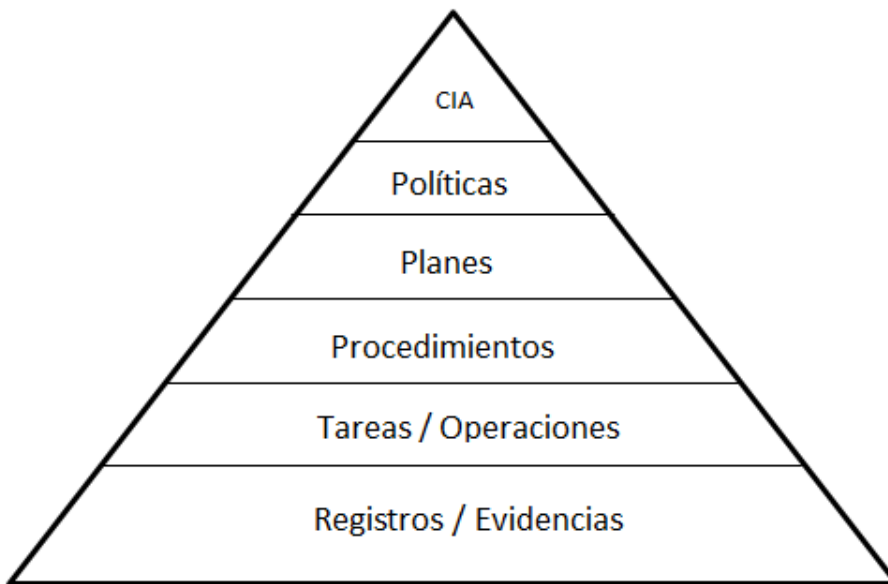 CIA
Políticas
Planes
Procedimientos
Tareas / Operaciones
Registros / Evidencias